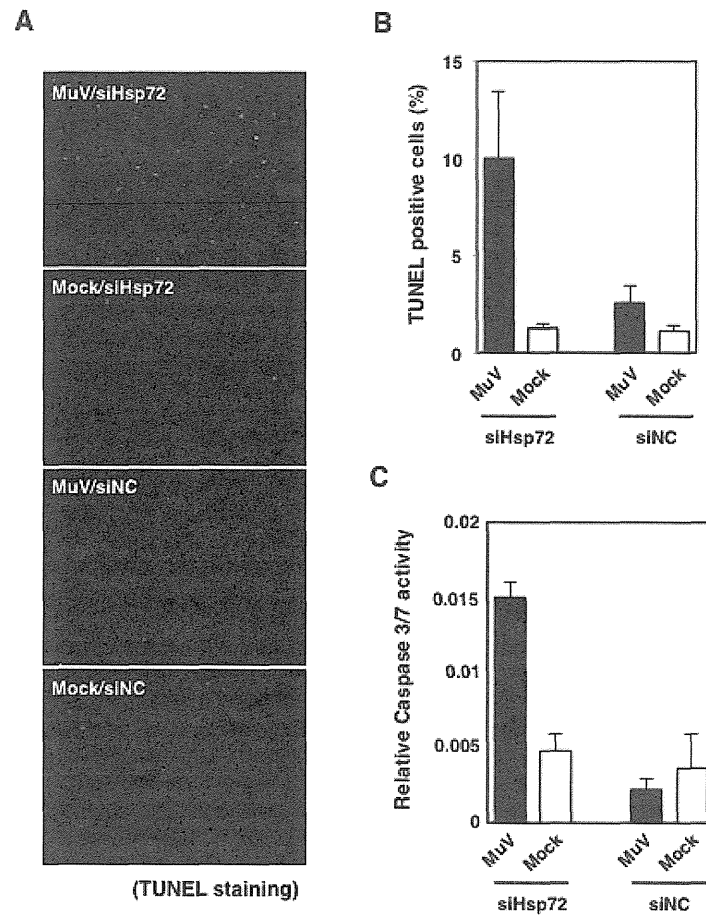 A
MuV/siHsp72
Mock/siHsp72
MuV/siNC
Mock/siNC
(TUNEL staining)
B
TUNEL positive cells (%)
15
10
5
0
MuV
Mock
MuV
Mock
siHsp72
siNC
C
Relative Caspase 3/7 activity
0.02
0.015
0.01
0.005
0
MuV
Mock
MuV
Mock
siHsp72
siNC